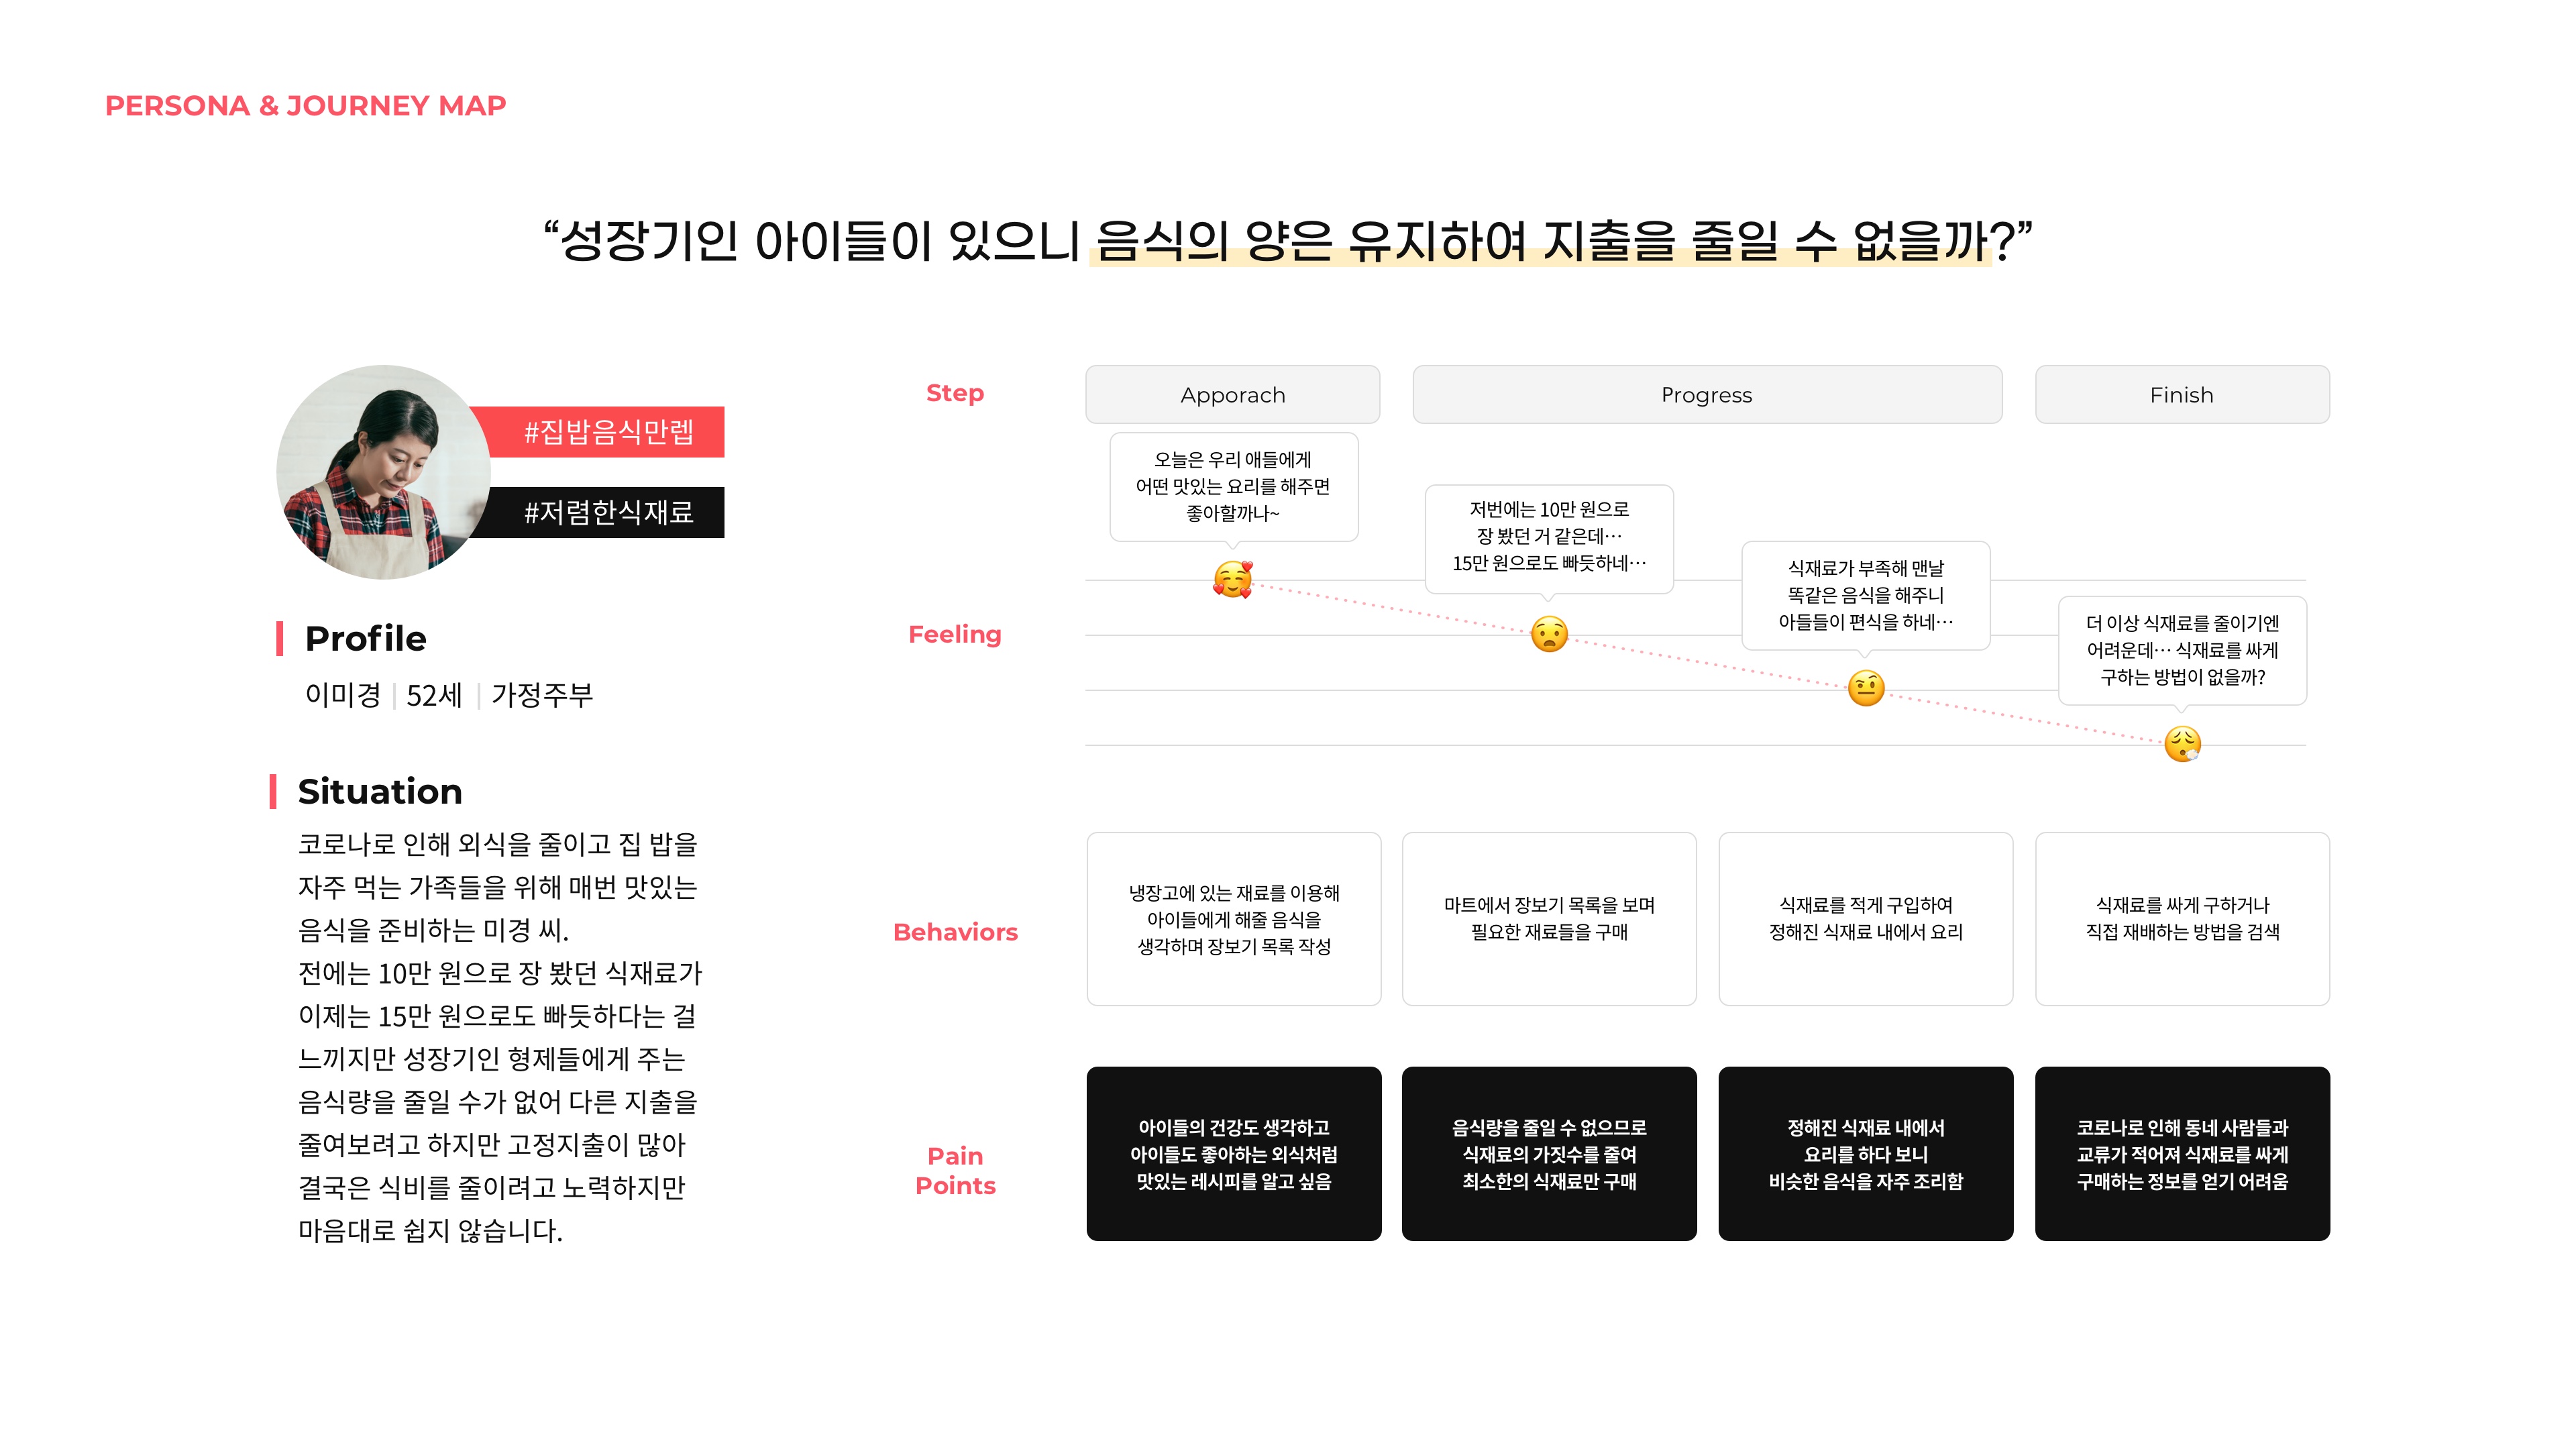 PERSONA & JOURNEY MAP
“성장기인 아이들이 있으니 음식의 양은 유지하여 지출을 줄일 수 없을까?”
#집밥음식만렙
#저렴한식재료
Profile
이미경 | 52세 | 가정주부
Situation
코로나로 인해 외식을 줄이고 집 밥을
자주 먹는 가족들을 위해 매번 맛있는
음식을 준비하는 미경 씨.
전에는 10만 원으로 장 봤던 식재료가
이제는 15만 원으로도 빠듯하다는 걸
느끼지만 성장기인 형제들에게 주는
음식량을 줄일 수가 없어 다른 지출을
줄여보려고 하지만 고정지출이 많아
결국은 식비를 줄이려고 노력하지만
마음대로 쉽지 않습니다.
Step
Apporach
Progress
Finish
Feeling
오늘은 우리 애들에게
어떤 맛있는 요리를 해주면
좋아할까나~
저번에는 10만 원으로
장 봤던 거 같은데…
15만 원으로도 빠듯하네…
식재료가 부족해 맨날
똑같은 음식을 해주니
아들들이 편식을 하네…
더 이상 식재료를 줄이기엔
어려운데… 식재료를 싸게
구하는 방법이 없을까?
Behaviors
냉장고에 있는 재료를 이용해
아이들에게 해줄 음식을
생각하며 장보기 목록 작성
마트에서 장보기 목록을 보며
필요한 재료들을 구매
식재료를 적게 구입하여
정해진 식재료 내에서 요리
식재료를 싸게 구하거나
직접 재배하는 방법을 검색
Pain
Points
아이들의 건강도 생각하고
아이들도 좋아하는 외식처럼
맛있는 레시피를 알고 싶음
음식량을 줄일 수 없으므로
식재료의 가짓수를 줄여
최소한의 식재료만 구매
정해진 식재료 내에서
요리를 하다 보니
비슷한 음식을 자주 조리함
코로나로 인해 동네 사람들과
교류가 적어져 식재료를 싸게
구매하는 정보를 얻기 어려움